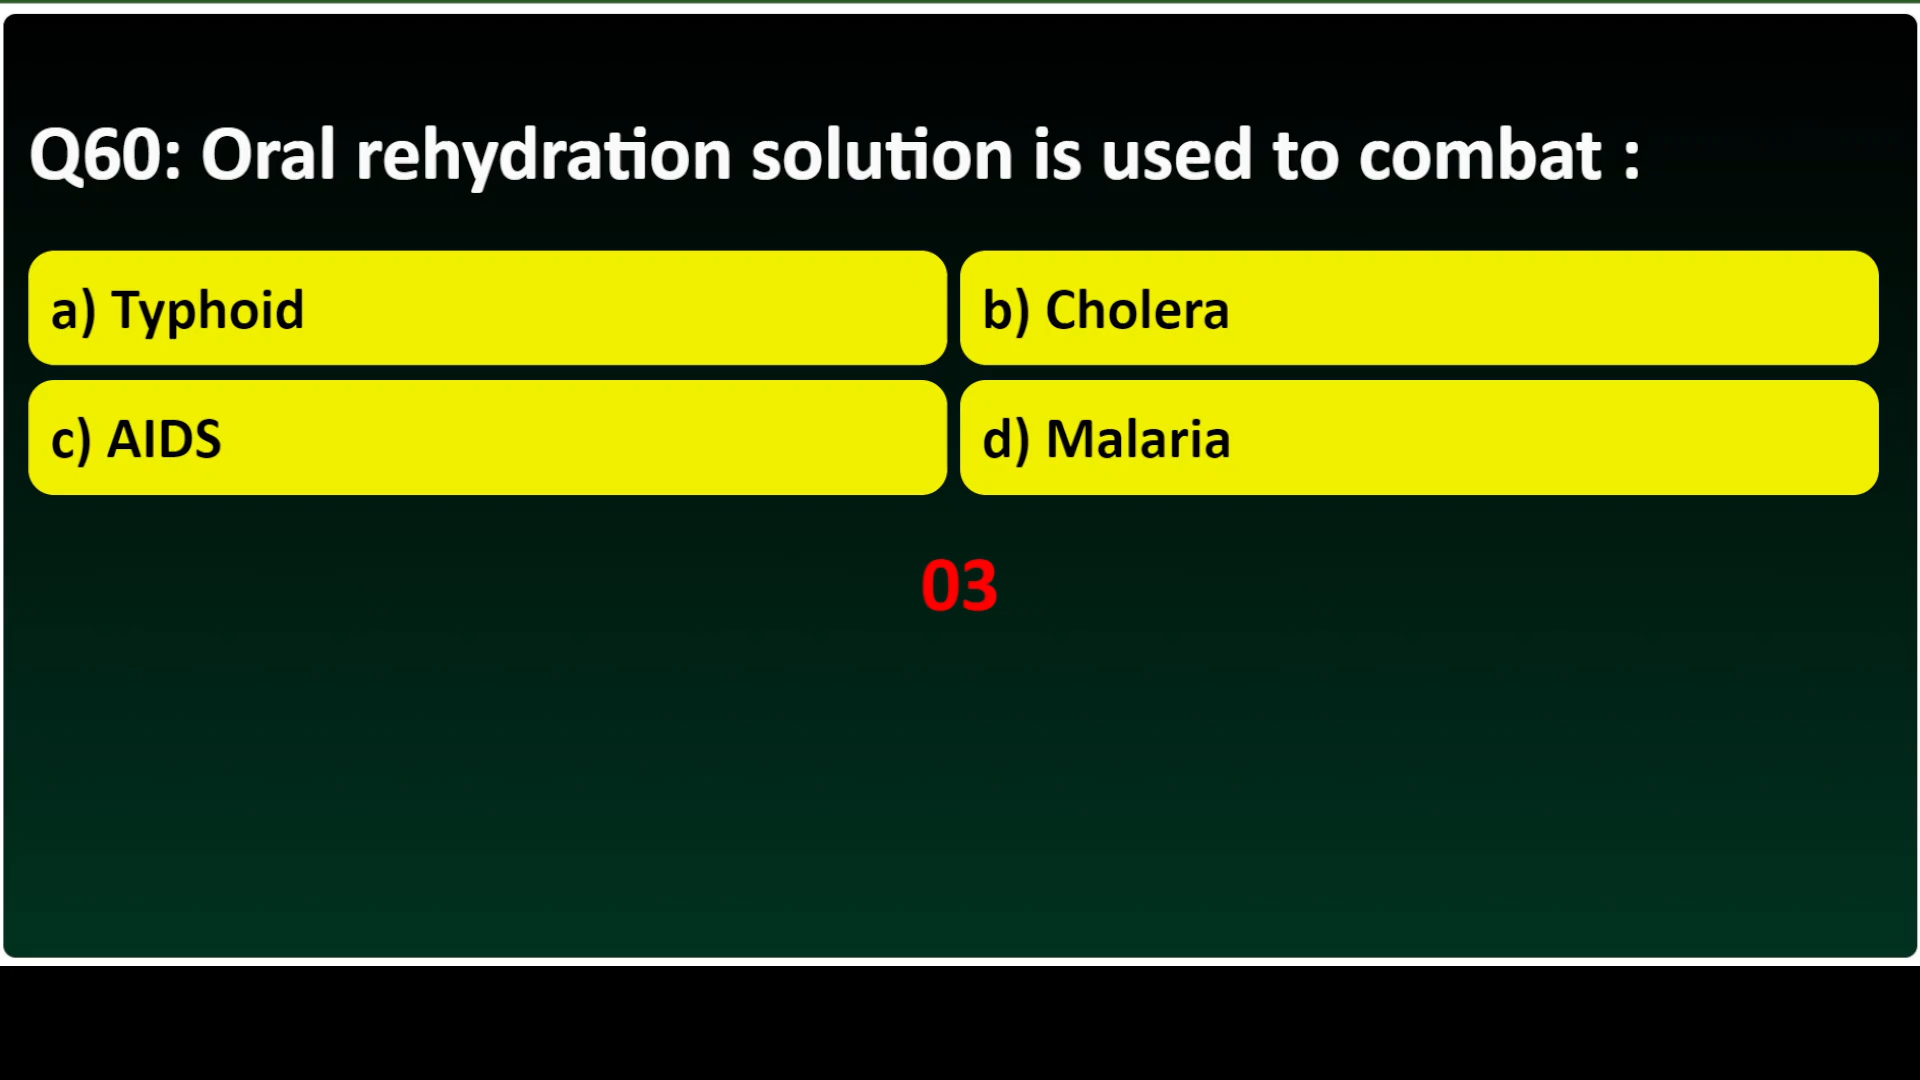 Q60: Oral rehydration solution is used to combat :
a) Typhoid
b) Cholera
c) AIDS
d) Malaria
03